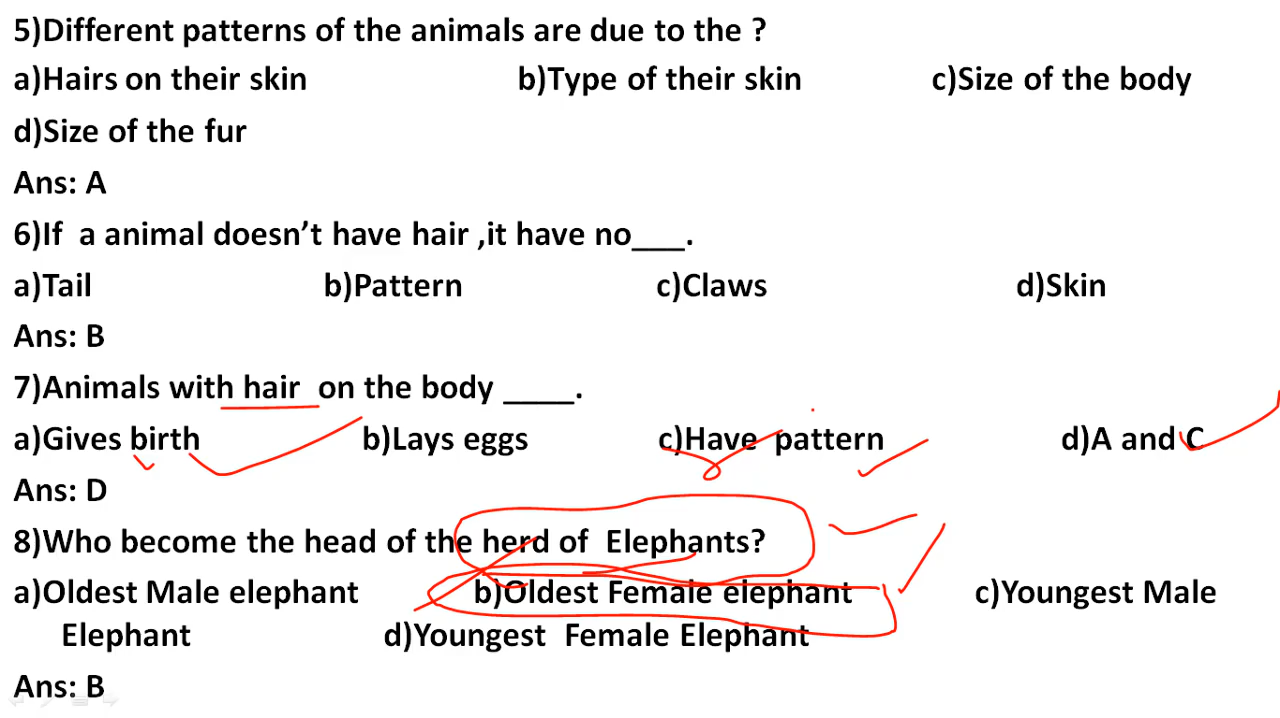 5)Different patterns of the animals are due to the ?
a)Hairs on their skin b)Type of their skin c)Size of the body
d)Size of the fur
Ans: A
6)If a animal doesn't have hair ,it have no___.
a)Tail b)Pattern c)Claws d)Skin
Ans: B
7)Animals with hair on the body ____.
a)Gives birth b)Lays eggs c)Have pattern d)A and C
Ans: D
8)Who become the head of the herd of Elephants?
a)Oldest Male elephant b)Oldest Female elephant c)Youngest Male
Elephant d)Youngest Female Elephant
Ans: B